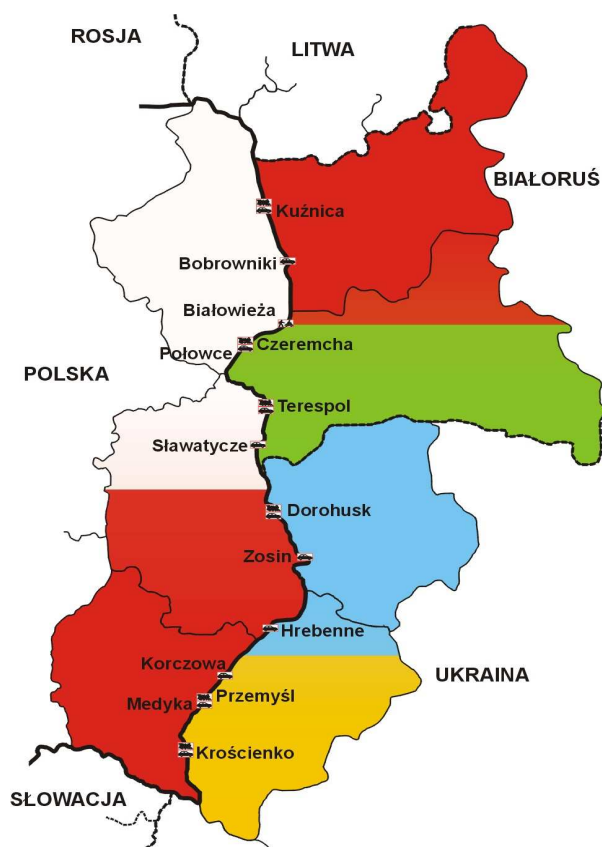 ROSJA
LITWA
BIAŁORUŚ
Kuźnica
Bobrowniki
Białowieża
Połowce
Czeremcha
POLSKA
Terespol
Sławatycze
Dorohusk
Zosin
Hrebenne
Korczowa
UKRAINA
Medyka
Przemyśl
Krościenko
SŁOWACJA